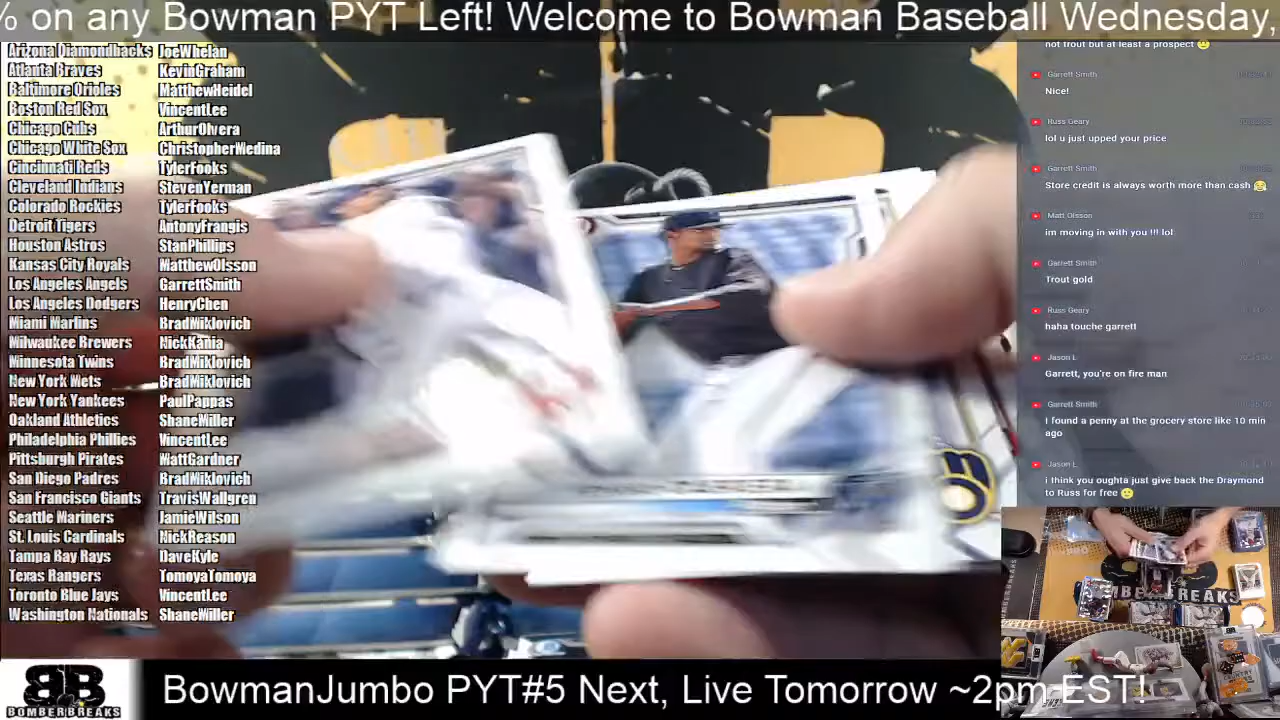 % on any Bowman PYT Left! Welcome to Bowman Baseball Wednesday,
Arizona Diamondbacks JoeWhelan
Atlanta Braves KevinGraham
Baltimore Orioles MatthewHeidel
Boston Red Sox VincentLee
Chicago Cubs ArthurOlvera
Chicago White Sox ChristopherMedina
Cincinnati Reds TylerFooks
Cleveland Indians StevenYerman
Colorado Rockies TylerFooks
Detroit Tigers AntonyFrangis
Houston Astros StanPhillips
Kansas City Royals MatthewOlsson
Los Angeles Angels GarrettSmith
Los Angeles Dodgers HenryChen
Miami Marlins BradMiklovich
Milwaukee Brewers NickKania
Minnesota Twins BradMiklovich
New York Mets BradMiklovich
New York Yankees PaulPappas
Oakland Athletics ShaneMiller
Philadelphia Phillies VincentLee
Pittsburgh Pirates MattGardner
San Diego Padres BradMiklovich
San Francisco Giants TravisWallgren
Seattle Mariners JamieWilson
St. Louis Cardinals NickReason
Tampa Ray Rays DaveKyle
Texas Rangers TomoyaTomoya
Toronto Blue Jays VincentLee
Washington Nationals ShaneMiller
not trout but at least a prospect 🙂
Garrett Smith
Nice!
Russ Geary
lol u just upped your price
Garrett Smith
Store credit is always worth more than cash 😂
Matt Olsson
im moving in with you !!! lol
Garrett Smith
Trout gold
Russ Geary
haha touche garrett
Jason L
Garrett, you're on fire man
Garrett Smith
I found a penny at the grocery store like 10 min
ago
Jason L
i think you oughta just give back the Draymond
to Russ for free 🙂
BB
BOMBERBREAKS
BowmanJumbo PYT#5 Next, Live Tomorrow ~2pm EST!